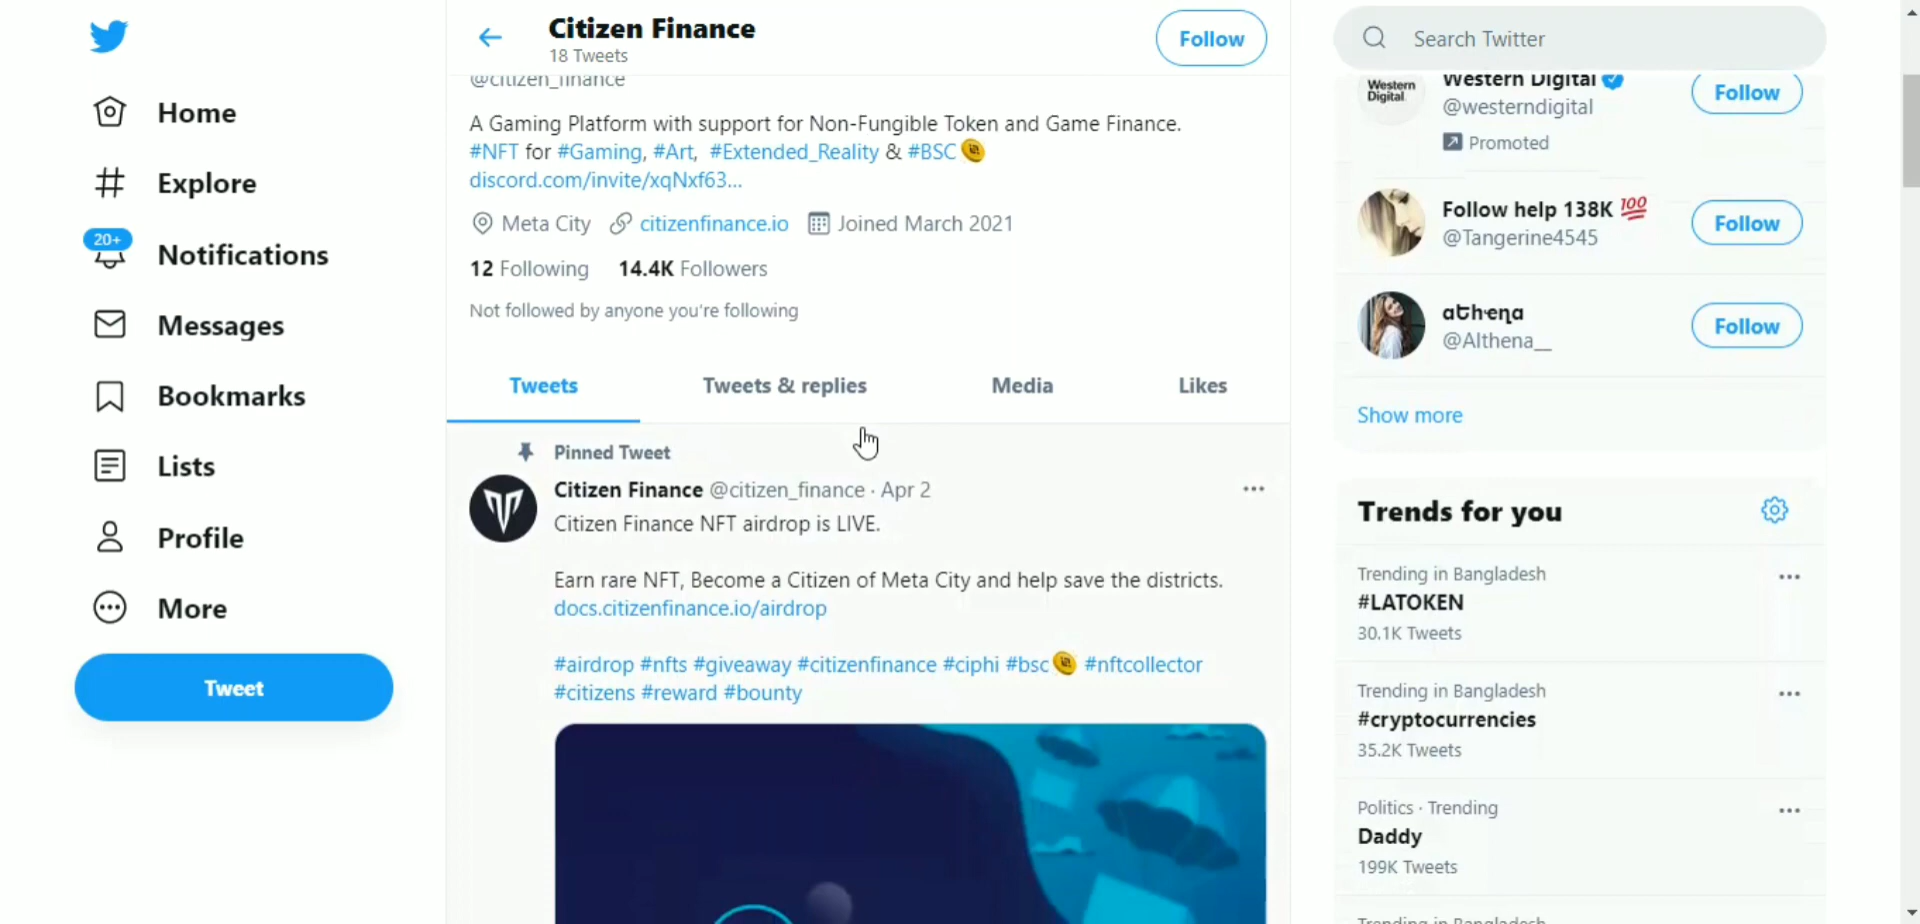 Home
Explore
20+
Notifications
Messages
Bookmarks
Lists
Profile
More
Tweet
Citizen Finance
18 Tweets
Follow
@citizen_finance
A Gaming Platform with support for Non-Fungible Token and Game Finance.
#NFT for #Gaming, #Art, #Extended_Reality & #BSC
discord.com/invite/xqNxf63...
Meta City citizenfinance.io Joined March 2021
12 Following 14.4K Followers
Not followed by anyone you're following
Tweets Tweets & replies Media Likes
Pinned Tweet
Citizen Finance @citizen_finance · Apr 2
Citizen Finance NFT airdrop is LIVE.
Earn rare NFT, Become a Citizen of Meta City and help save the districts.
docs.citizenfinance.io/airdrop
#airdrop #nfts #giveaway #citizenfinance #ciphi #bsc #nftcollector
#citizens #reward #bounty
Search Twitter
Western Digital
Western Digital
@westerndigital
Promoted
Follow
Follow help 138K 💯
@Tangerine4545
Follow
@Althena__
Follow
Show more
Trends for you
Trending in Bangladesh
#LATOKEN
30.1K Tweets
Trending in Bangladesh
#cryptocurrencies
35.2K Tweets
Politics · Trending
Daddy
199K Tweets
Trending in Bangladesh